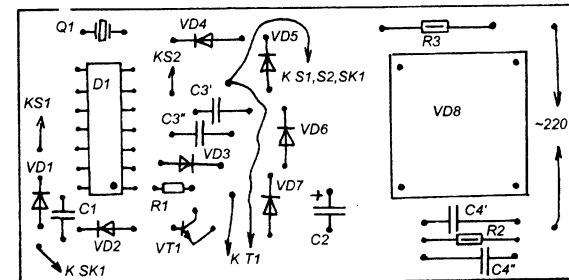 Q1
VD4
VD5
R3
KS2
К S1,S2,SK1
D1
C3'
KS1
C3"
VD8
~220
VD6
VD3
VD1
C1
R1
VD7
C4'
VD2
VT1
К T1
C2
+
R2
К SK1
C4"